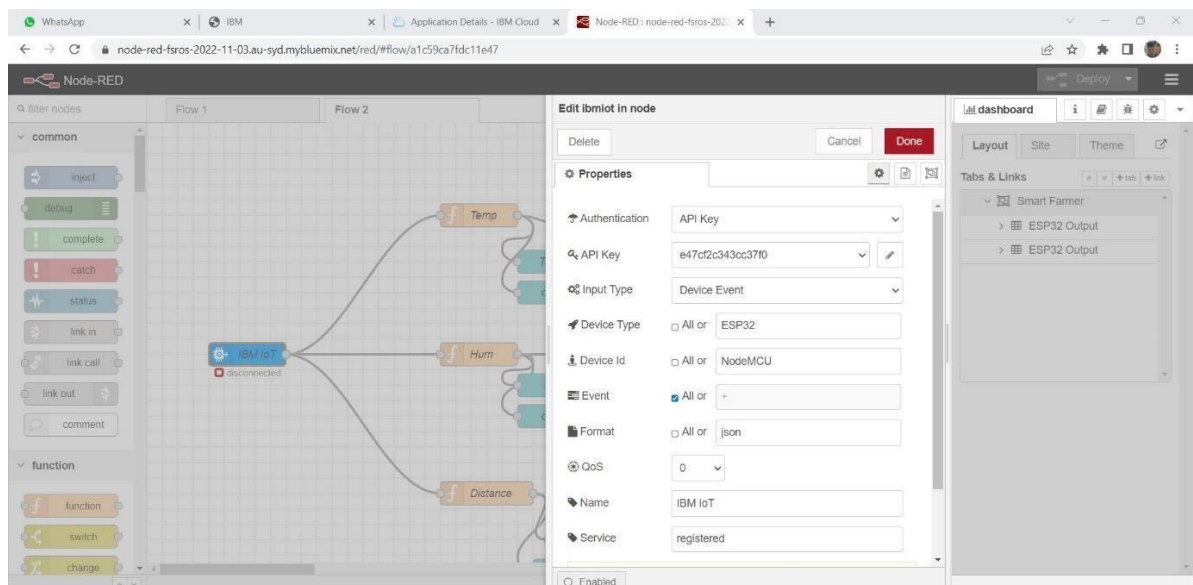 WhatsApp
IBM
Application Details - IBM Cloud
Node-RED : node-red-fsros-202
node-red-fsros-2022-11-03.au-syd.mybluemix.net/red/#flow/a1c59ca7fdc11e47
Node-RED
Deploy
filter nodes
Flow 1
Flow 2
Edit ibmiot in node
dashboard
common
Delete
Cancel
Done
Layout
Site
Theme
Properties
Tabs & Links
tab
link
inject
Smart Farmer
debug
Temp
Authentication
API Key
ESP32 Output
complete
ESP32 Output
API Key
e47cf2c343cc37f0
catch
Input Type
Device Event
status
Device Type
All or
ESP32
link in
IBM IoT
Hum
Device Id
All or
NodeMCU
link call
disconnected
link out
Event
All or
+
comment
Format
All or
json
function
QoS
0
Distance
Name
IBM IoT
function
Service
registered
switch
change
Enabled